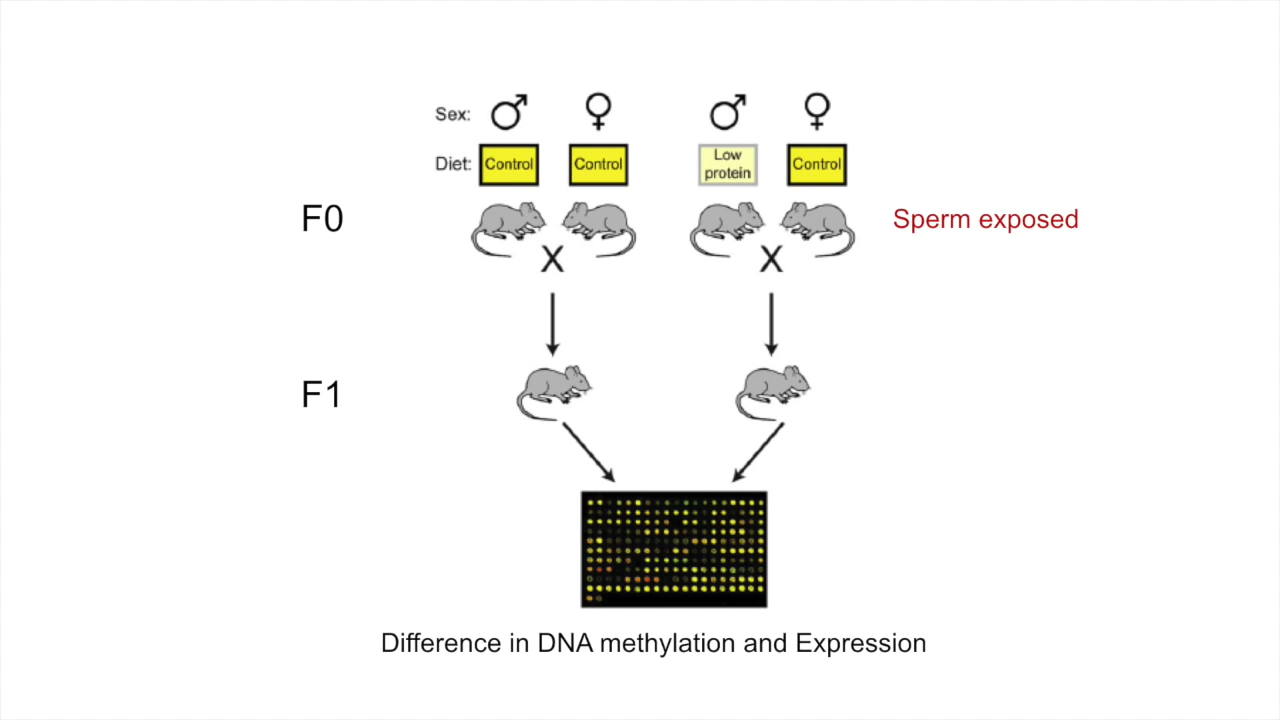 Sex: ♂ ♀ ♂ ♀
Diet: Control Control Low protein Control
F0
Sperm exposed
X X
F1
Difference in DNA methylation and Expression